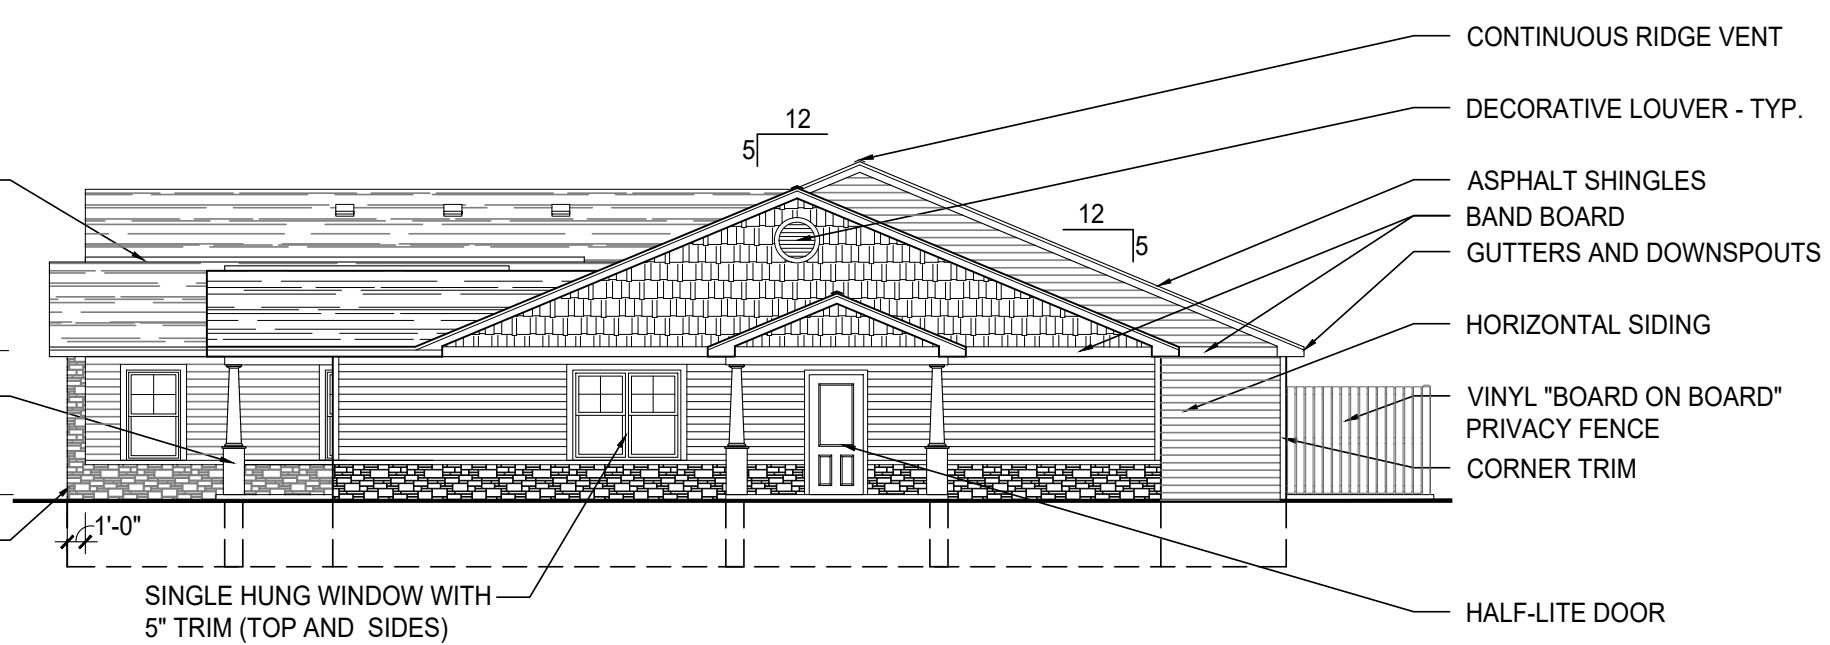 CONTINUOUS RIDGE VENT
DECORATIVE LOUVER - TYP.
12
5
ASPHALT SHINGLES
BAND BOARD
12
5
GUTTERS AND DOWNSPOUTS
HORIZONTAL SIDING
VINYL "BOARD ON BOARD"
PRIVACY FENCE
CORNER TRIM
1'-0"
SINGLE HUNG WINDOW WITH
5" TRIM (TOP AND SIDES)
HALF-LITE DOOR